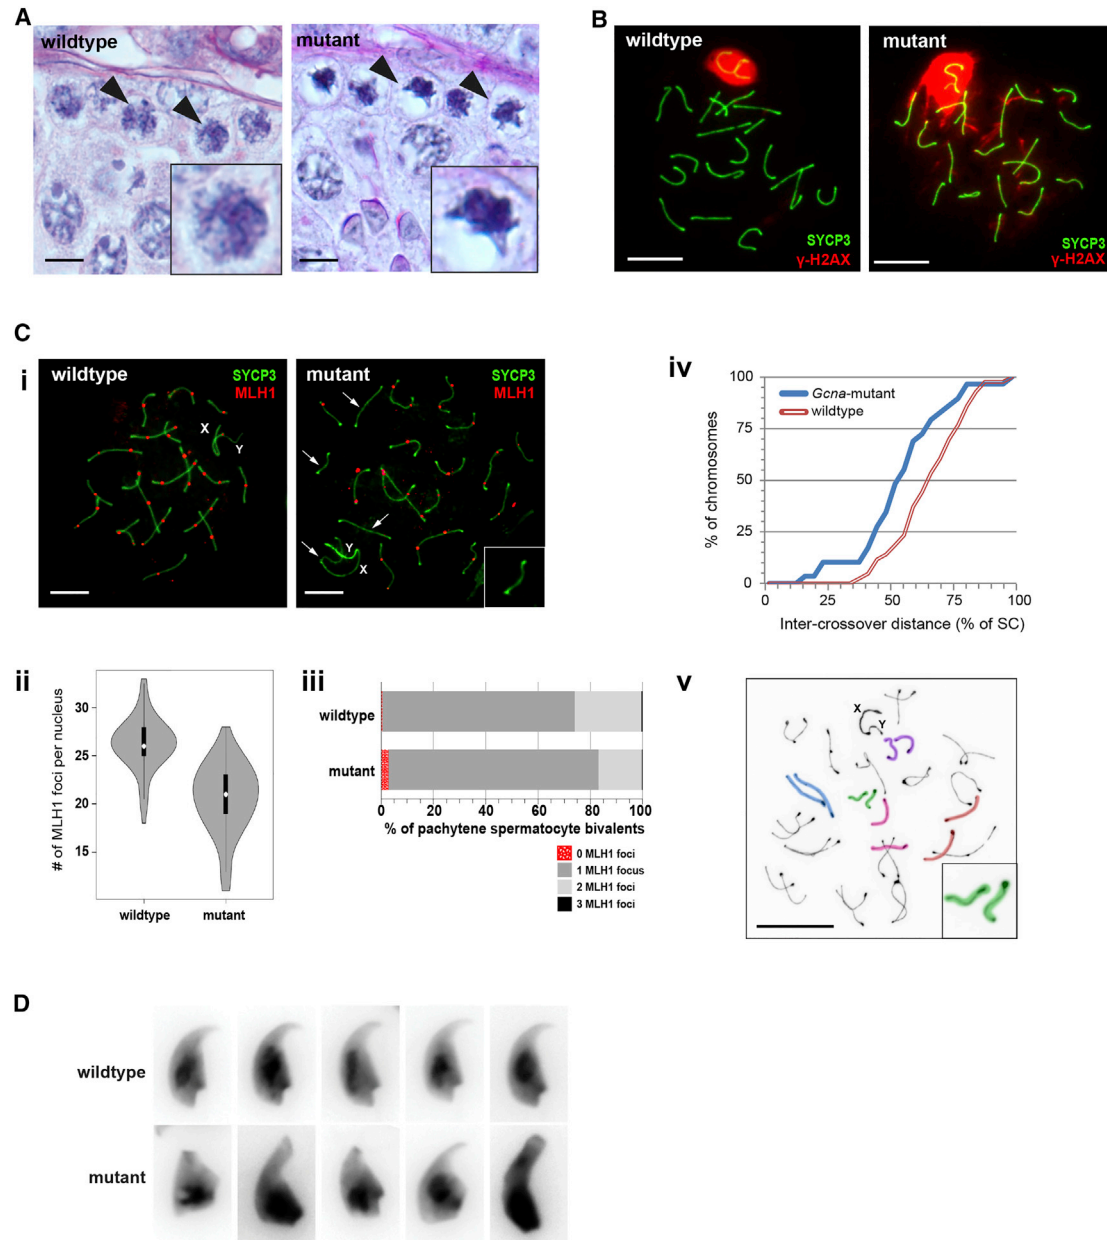 A
wildtype
mutant
B
wildtype
SYCP3
γ-H2AX
mutant
SYCP3
γ-H2AX
C
i
wildtype
SYCP3
MLH1
X
Y
mutant
SYCP3
MLH1
Y
X
iv
100
75
50
25
0
% of chromosomes
Gcna-mutant
wildtype
0 25 50 75 100
Inter-crossover distance (% of SC)
ii
# of MLH1 foci per nucleus
30
25
20
15
wildtype mutant
iii
0 20 40 60 80 100
wildtype
mutant
% of pachytene spermatocyte bivalents
0 MLH1 foci
1 MLH1 focus
2 MLH1 foci
3 MLH1 foci
v
X
Y
D
wildtype
mutant